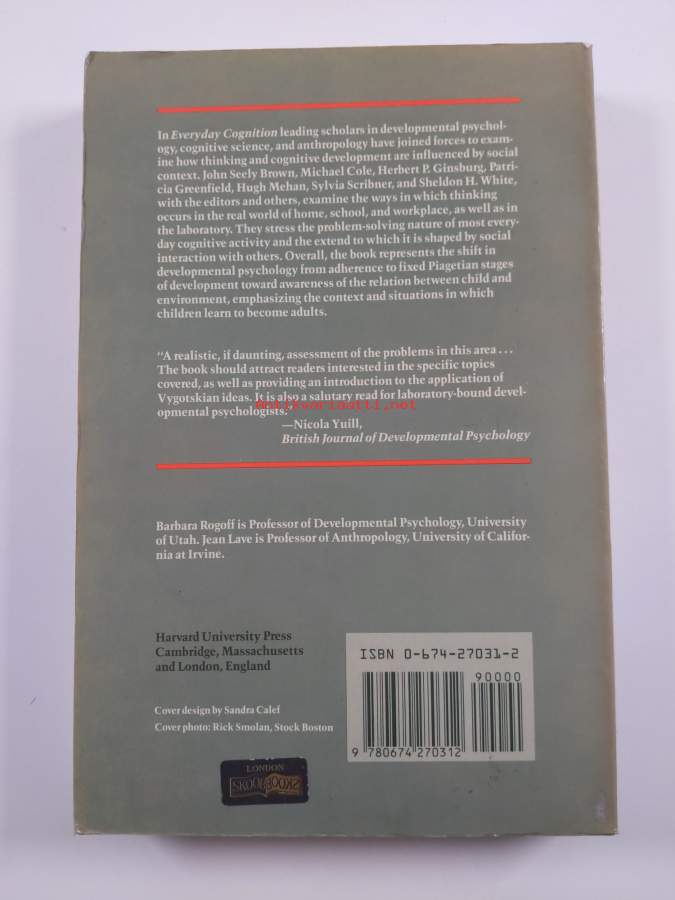 In Everyday Cognition leading scholars in developmental psychol-
ogy, cognitive science, and anthropology have joined forces to exam-
ine how thinking and cognitive development are influenced by social
context. John Seely Brown, Michael Cole, Herbert P. Ginsburg, Patri-
cia Greenfield, Hugh Mehan, Sylvia Scribner, and Sheldon H. White,
with the editors and others, examine the ways in which thinking
occurs in the real world of home, school, and workplace, as well as in
the laboratory. They stress the problem-solving nature of most every-
day cognitive activity and the extend to which it is shaped by social
interaction with others. Overall, the book represents the shift in
developmental psychology from adherence to fixed Piagetian stages
of development toward awareness of the relation between child and
environment, emphasizing the context and situations in which
children learn to become adults.
"A realistic, if daunting, assessment of the problems in this area . . .
The book should attract readers interested in the specific topics
covered, as well as providing an introduction to the application of
Vygotskian ideas. It is also a salutary read for laboratory-bound devel-
opmental psychologists."
—Nicola Yuill,
British Journal of Developmental Psychology
Barbara Rogoff is Professor of Developmental Psychology, University
of Utah. Jean Lave is Professor of Anthropology, University of Califor-
nia at Irvine.
Harvard University Press
Cambridge, Massachusetts
and London, England
Cover design by Sandra Calef
Cover photo: Rick Smolan, Stock Boston
ISBN 0-674-27031-2
90000
9 780674 270312
LONDON
SKOOB BOOKS